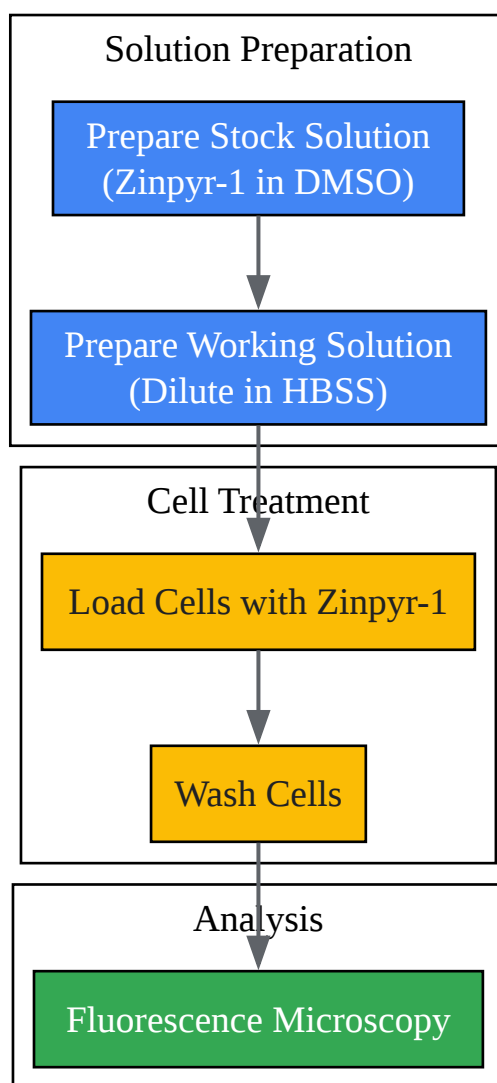 Solution Preparation
Prepare Stock Solution
(Zinpyr-1 in DMSO)
Prepare Working Solution
(Dilute in HBSS)
Cell Treatment
Load Cells with Zinpyr-1
Wash Cells
Analysis
Fluorescence Microscopy